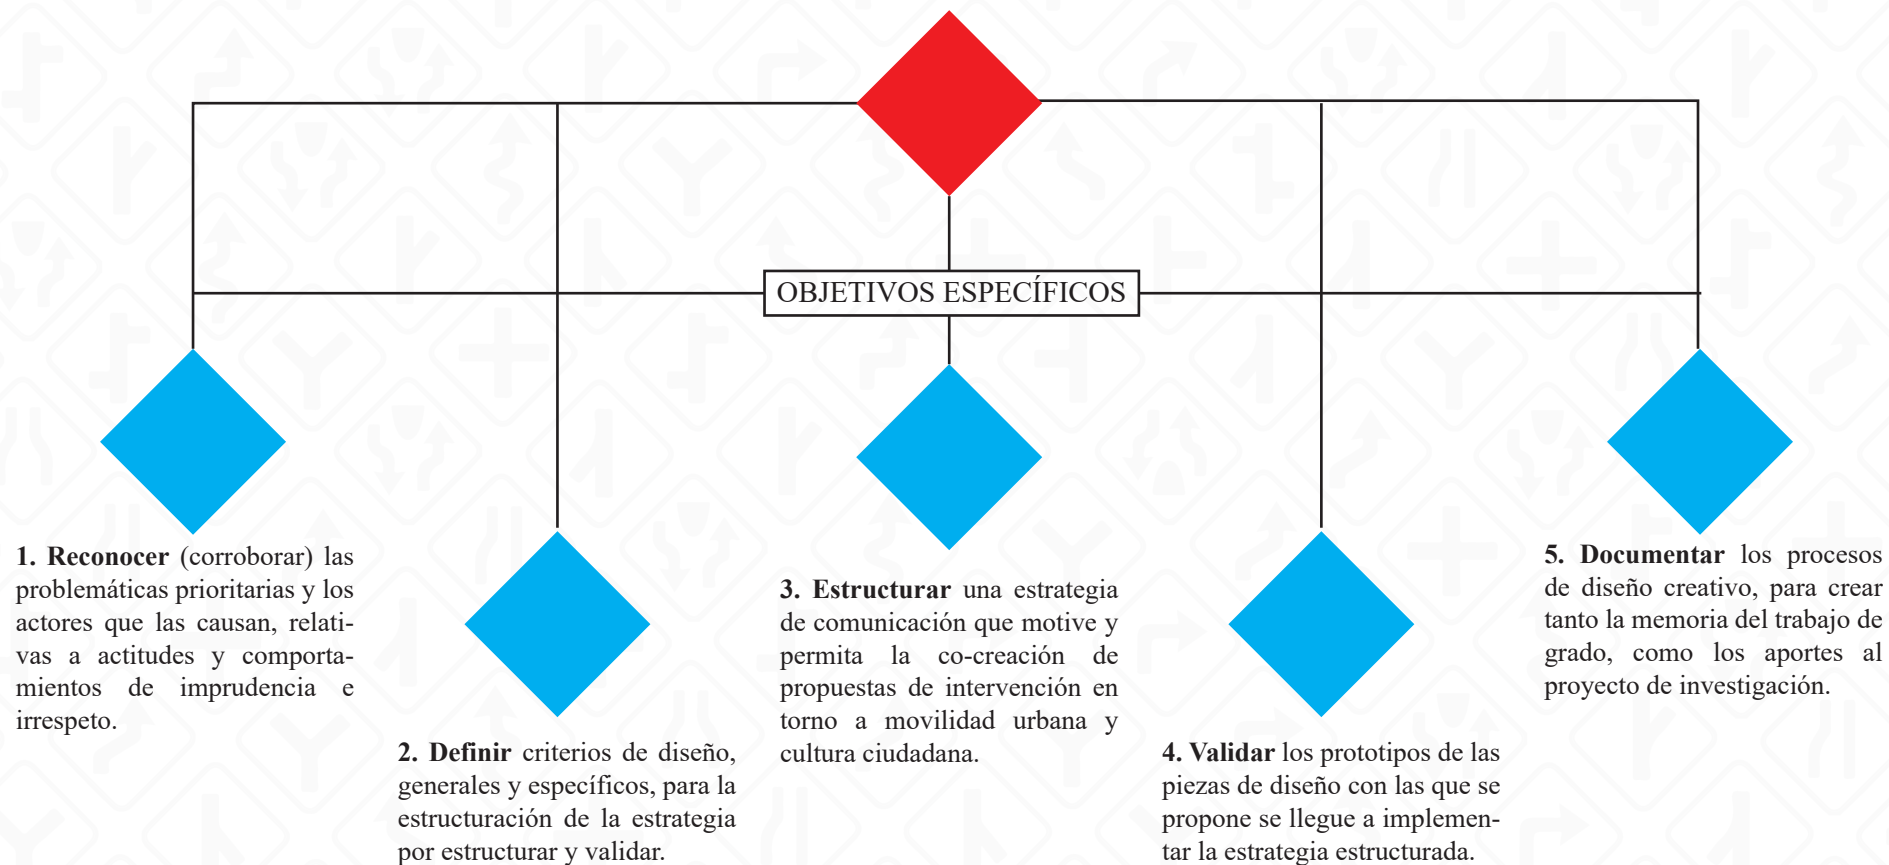 OBJETIVOS ESPECÍFICOS
1. Reconocer (corroborar) las
problemáticas prioritarias y los
actores que las causan, relati-
vas a actitudes y comporta-
mientos de imprudencia e
irrespeto.
2. Definir criterios de diseño,
generales y específicos, para la
estructuración de la estrategia
por estructurar y validar.
3. Estructurar una estrategia
de comunicación que motive y
permita la co-creación de
propuestas de intervención en
torno a movilidad urbana y
cultura ciudadana.
4. Validar los prototipos de las
piezas de diseño con las que se
propone se llegue a implemen-
tar la estrategia estructurada.
5. Documentar los procesos
de diseño creativo, para crear
tanto la memoria del trabajo de
grado, como los aportes al
proyecto de investigación.